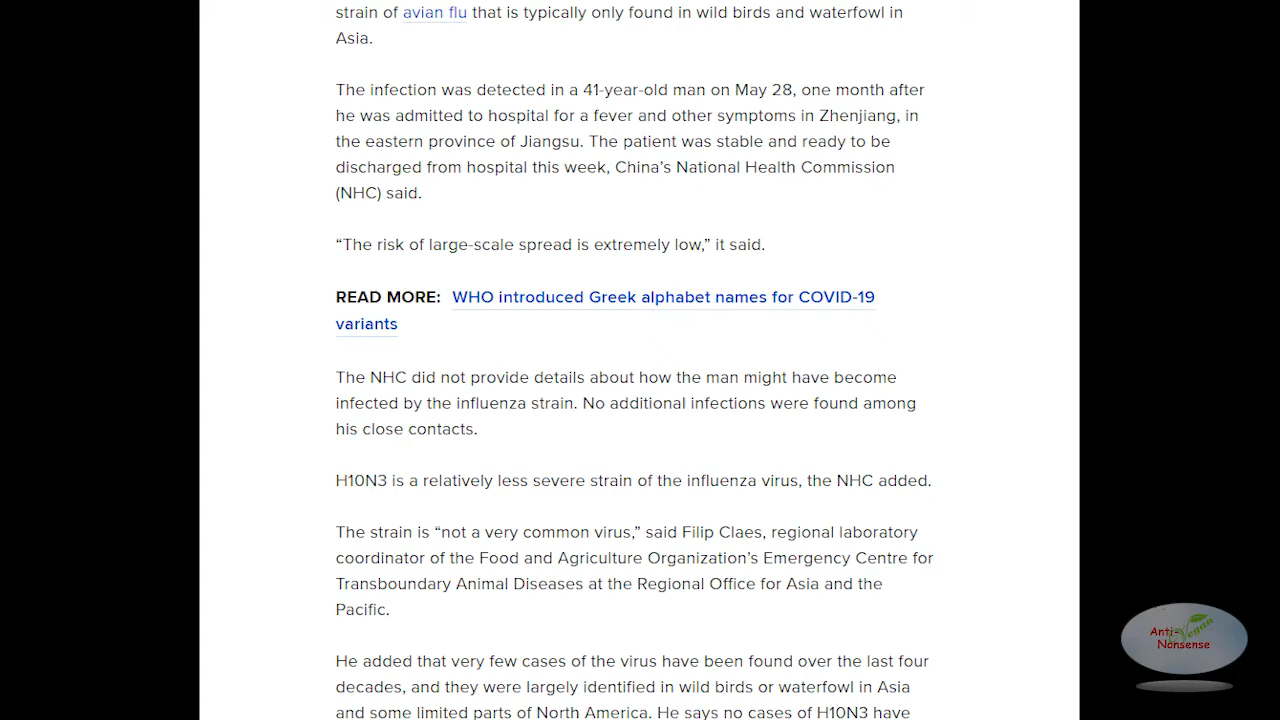 strain of avian flu that is typically only found in wild birds and waterfowl in
Asia.
The infection was detected in a 41-year-old man on May 28, one month after
he was admitted to hospital for a fever and other symptoms in Zhenjiang, in
the eastern province of Jiangsu. The patient was stable and ready to be
discharged from hospital this week, China’s National Health Commission
(NHC) said.
“The risk of large-scale spread is extremely low,” it said.
READ MORE: WHO introduced Greek alphabet names for COVID-19
variants
The NHC did not provide details about how the man might have become
infected by the influenza strain. No additional infections were found among
his close contacts.
H10N3 is a relatively less severe strain of the influenza virus, the NHC added.
The strain is “not a very common virus,” said Filip Claes, regional laboratory
coordinator of the Food and Agriculture Organization’s Emergency Centre for
Transboundary Animal Diseases at the Regional Office for Asia and the
Pacific.
He added that very few cases of the virus have been found over the last four
decades, and they were largely identified in wild birds or waterfowl in Asia
and some limited parts of North America. He says no cases of H10N3 have
Anti-Vegan
Nonsense